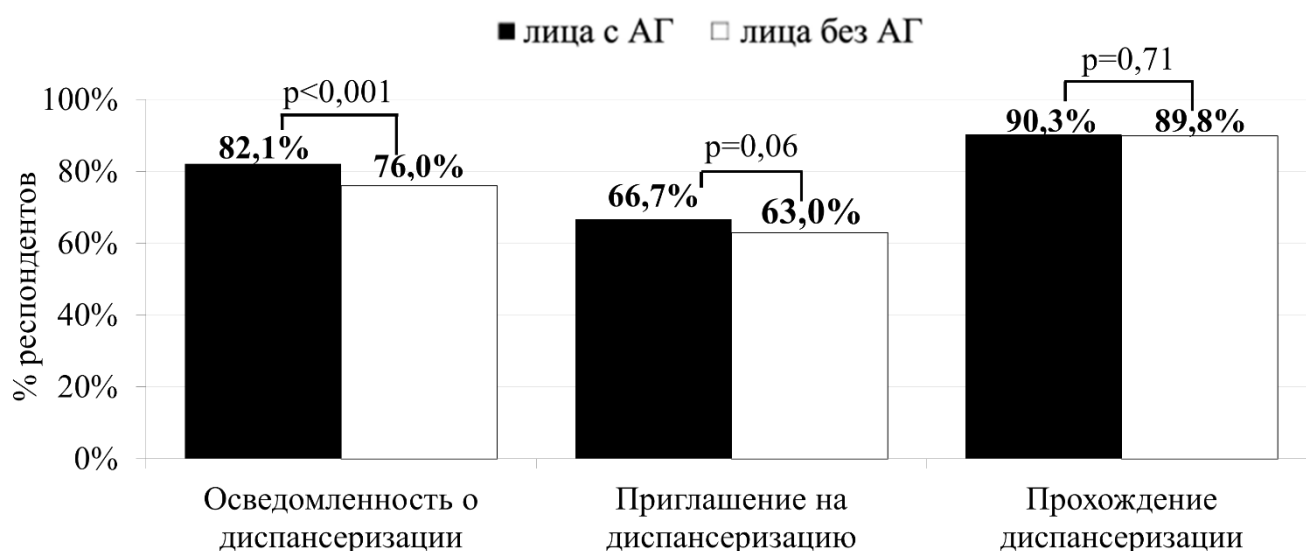 лица с АГ лица без АГ
p<0,001
p=0,06
p=0,71
82,1%
76,0%
66,7%
63,0%
90,3%
89,8%
% респондентов
100%
80%
60%
40%
20%
0%
Осведомленность о
диспансеризации
Приглашение на
диспансеризацию
Прохождение
диспансеризации